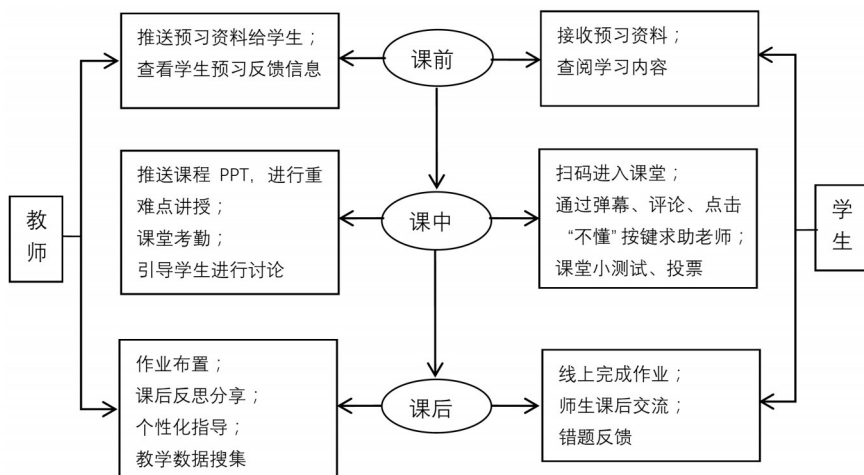 推送预习资料给学生；
查看学生预习反馈信息
课前
接收预习资料；
查阅学习内容
教师
推送课程 PPT，进行重
难点讲授；
课堂考勤；
引导学生进行讨论
课中
扫码进入课堂；
通过弹幕、评论、点击
“不懂”按键求助老师；
课堂小测试、投票
学生
作业布置；
课后反思分享；
个性化指导；
教学数据搜集
课后
线上完成作业；
师生课后交流；
错题反馈